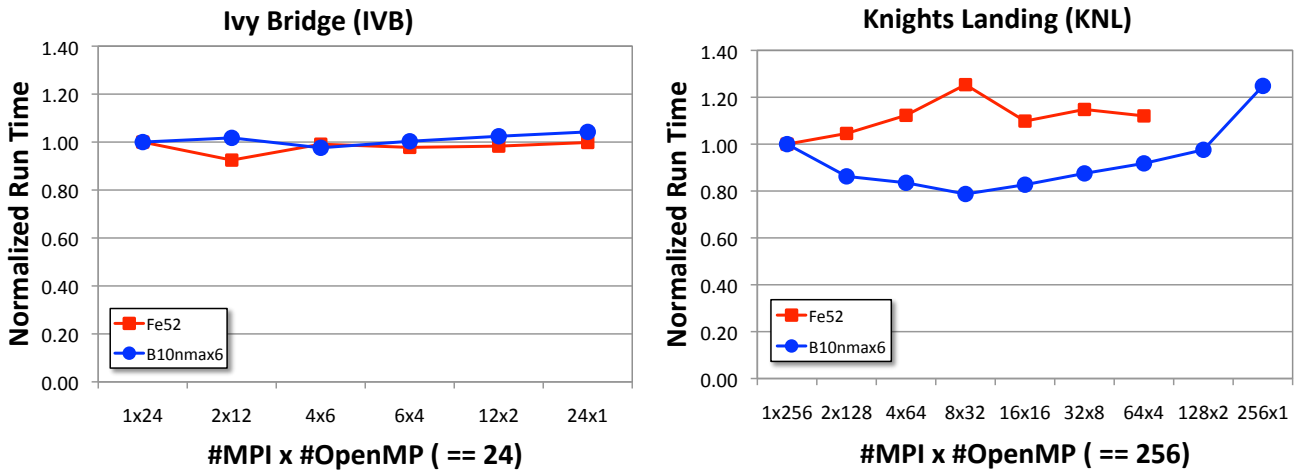 Ivy Bridge (IVB)
Normalized Run Time
1.40
1.20
1.00
0.80
0.60
0.40
0.20
0.00
Fe52
B10nmax6
1x24 2x12 4x6 6x4 12x2 24x1
#MPI x #OpenMP ( == 24)
Knights Landing (KNL)
Normalized Run Time
1.40
1.20
1.00
0.80
0.60
0.40
0.20
0.00
Fe52
B10nmax6
1x256 2x128 4x64 8x32 16x16 32x8 64x4 128x2 256x1
#MPI x #OpenMP ( == 256)